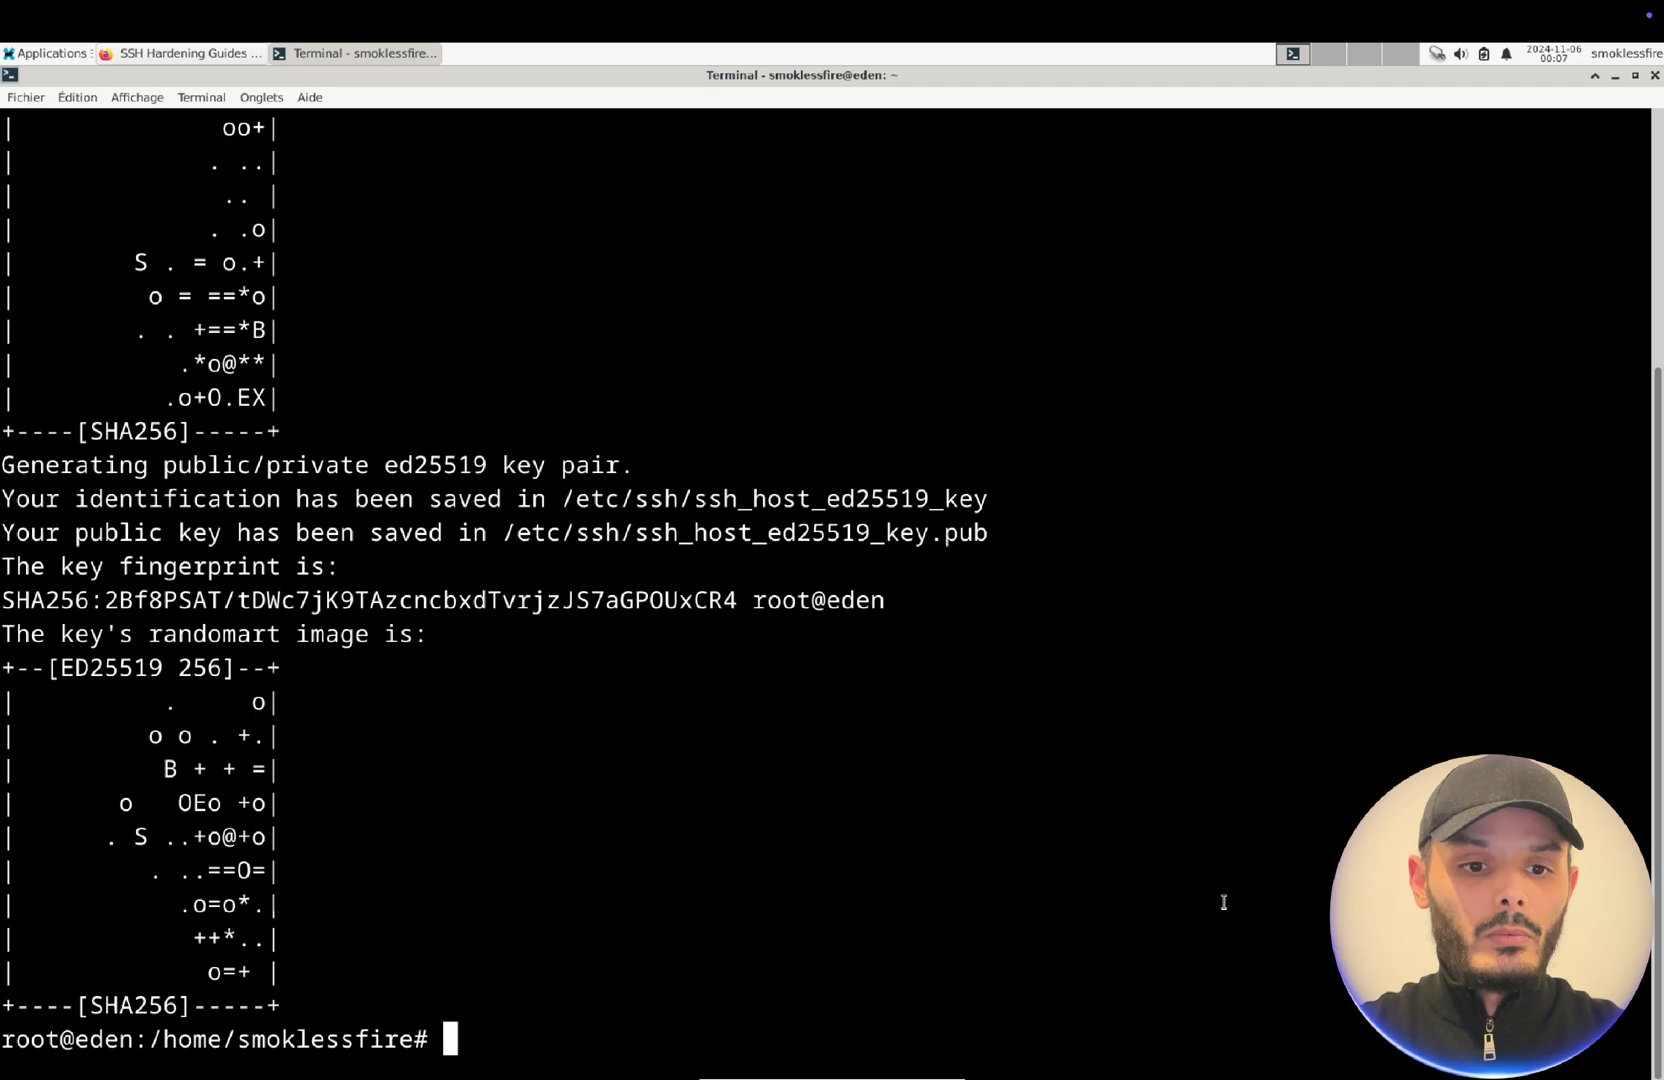 Applications
SSH Hardening Guides ...
Terminal - smoklessfire...
2024-11-06
00:07
smoklessfire
Terminal - smoklessfire@eden: ~
Fichier Édition Affichage Terminal Onglets Aide
|               oo+|
|              . ..|
|               .. |
|              . .o|
|         S . = o.+|
|          o = ==*o|
|         . . +==*B|
|            .*o@**|
|           .o+O.EX|
+----[SHA256]-----+
Generating public/private ed25519 key pair.
Your identification has been saved in /etc/ssh/ssh_host_ed25519_key
Your public key has been saved in /etc/ssh/ssh_host_ed25519_key.pub
The key fingerprint is:
SHA256:2Bf8PSAT/tDWc7jK9TAzcncbxdTvrjzJS7aGPOUxCR4 root@eden
The key's randomart image is:
+--[ED25519 256]--+
|           .     o|
|          o o . +.|
|           B + + =|
|        o   OEo +o|
|       . S ..+o@+o|
|          . ..==O=|
|            .o=o*.|
|             ++*..|
|              o=+ |
+----[SHA256]-----+
root@eden:/home/smoklessfire#